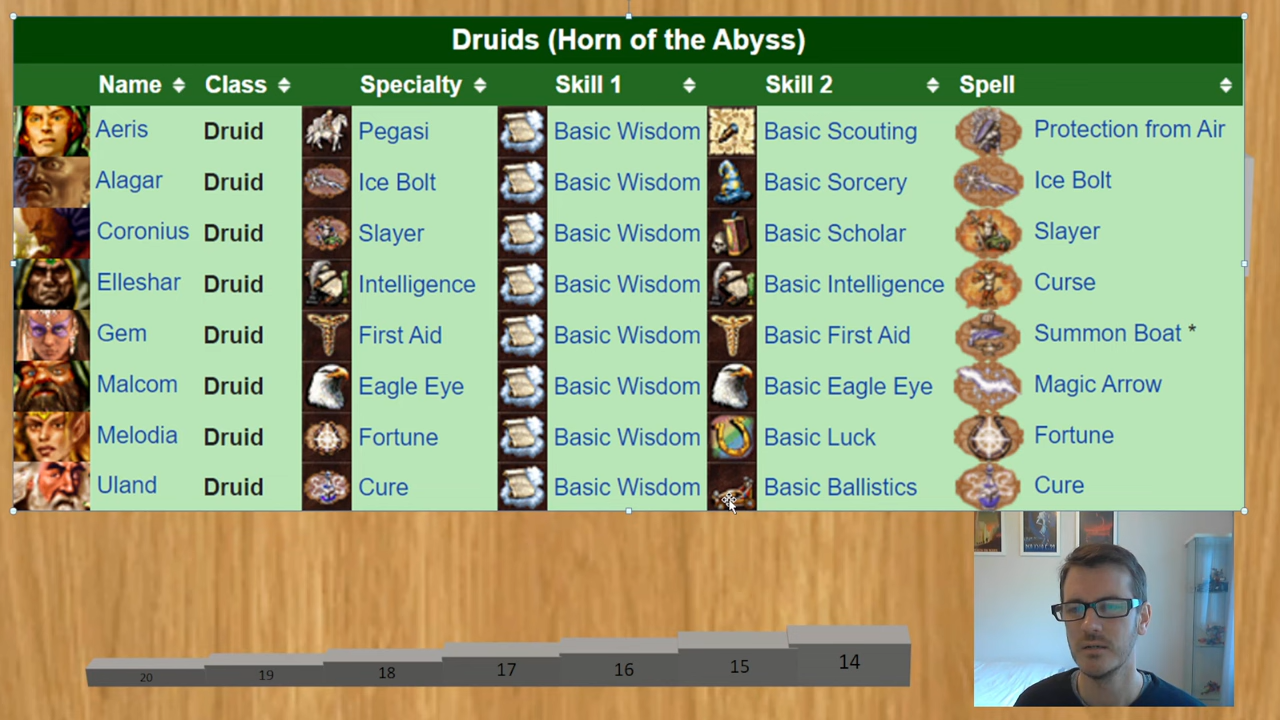 Druids (Horn of the Abyss)
Name Class Specialty Skill 1 Skill 2 Spell
Aeris Druid Pegasi Basic Wisdom Basic Scouting Protection from Air
Alagar Druid Ice Bolt Basic Wisdom Basic Sorcery Ice Bolt
Coronius Druid Slayer Basic Wisdom Basic Scholar Slayer
Elleshar Druid Intelligence Basic Wisdom Basic Intelligence Curse
Gem Druid First Aid Basic Wisdom Basic First Aid Summon Boat *
Malcom Druid Eagle Eye Basic Wisdom Basic Eagle Eye Magic Arrow
Melodia Druid Fortune Basic Wisdom Basic Luck Fortune
Uland Druid Cure Basic Wisdom Basic Ballistics Cure
20 19 18 17 16 15 14